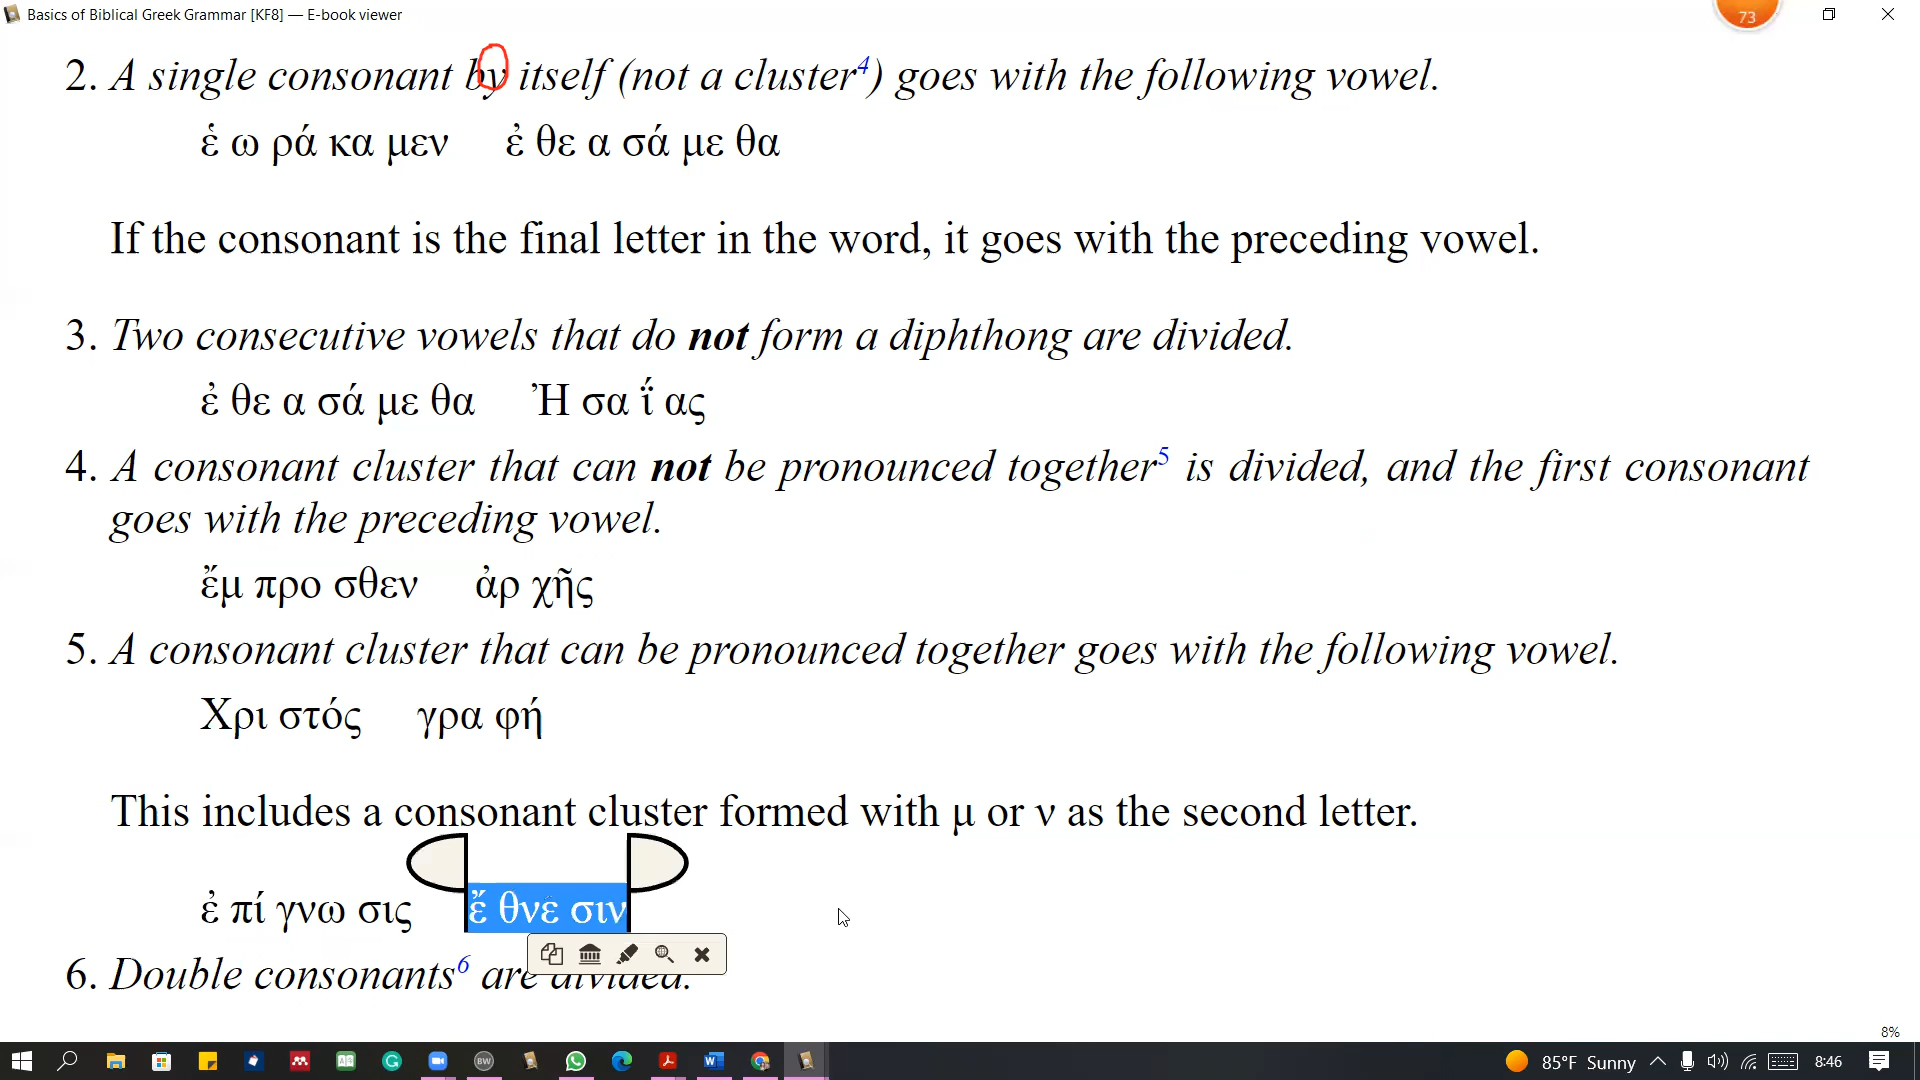 Basics of Biblical Greek Grammar [KF8] — E-book viewer
73
2. A single consonant by itself (not a cluster4) goes with the following vowel.
ἑ ω ρά κα μεν ἐ θε α σά με θα
If the consonant is the final letter in the word, it goes with the preceding vowel.
3. Two consecutive vowels that do not form a diphthong are divided.
ἐ θε α σά με θα Ἠ σα ΐ ας
4. A consonant cluster that can not be pronounced together5 is divided, and the first consonant
goes with the preceding vowel.
ἔμ προ σθεν ἀρ χῆς
5. A consonant cluster that can be pronounced together goes with the following vowel.
Χρι στός γρα φή
This includes a consonant cluster formed with μ or ν as the second letter.
ἐ πί γνω σις ἔ θνε σιν
6. Double consonants6 are divided.
8%
BW
85°F Sunny
8:46